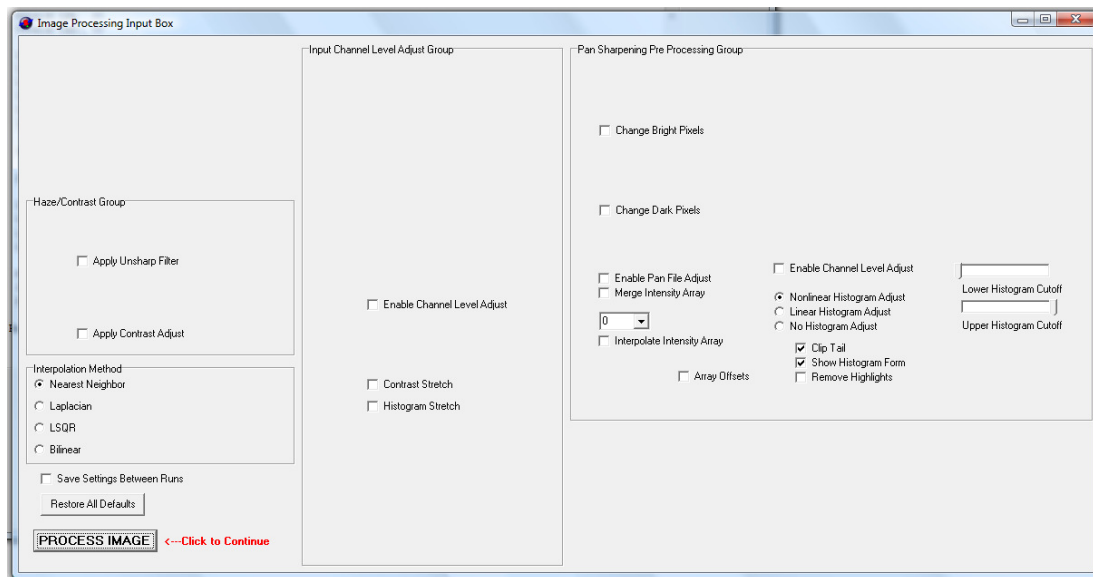 Image Processing Input Box
Haze/Contrast Group
Apply Unsharp Filter
Apply Contrast Adjust
Interpolation Method
Nearest Neighbor
Laplacian
LSQR
Bilinear
Save Settings Between Runs
Restore All Defaults
PROCESS IMAGE <---Click to Continue
Input Channel Level Adjust Group
Enable Channel Level Adjust
Contrast Stretch
Histogram Stretch
Pan Sharpening Pre Processing Group
Change Bright Pixels
Change Dark Pixels
Enable Pan File Adjust
Merge Intensity Array
0
Interpolate Intensity Array
Array Offsets
Enable Channel Level Adjust
Nonlinear Histogram Adjust
Linear Histogram Adjust
No Histogram Adjust
Clip Tail
Show Histogram Form
Remove Highlights
Lower Histogram Cutoff
Upper Histogram Cutoff